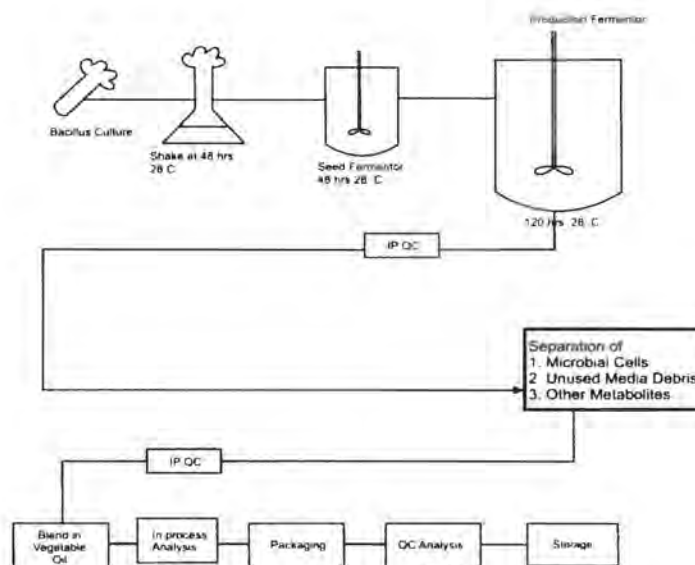 Production Fermentor
Bacillus Culture
Shake at 48 hrs
28 C
Seed Fermentor
48 hrs 28 C
120 hrs 28 C
IP QC
Separation of
1. Microbial Cells
2 Unused Media Debris
3. Other Metabolites
IP QC
Blend in
Vegetable
Oil
In process
Analysis
Packaging
QC Analysis
Storage